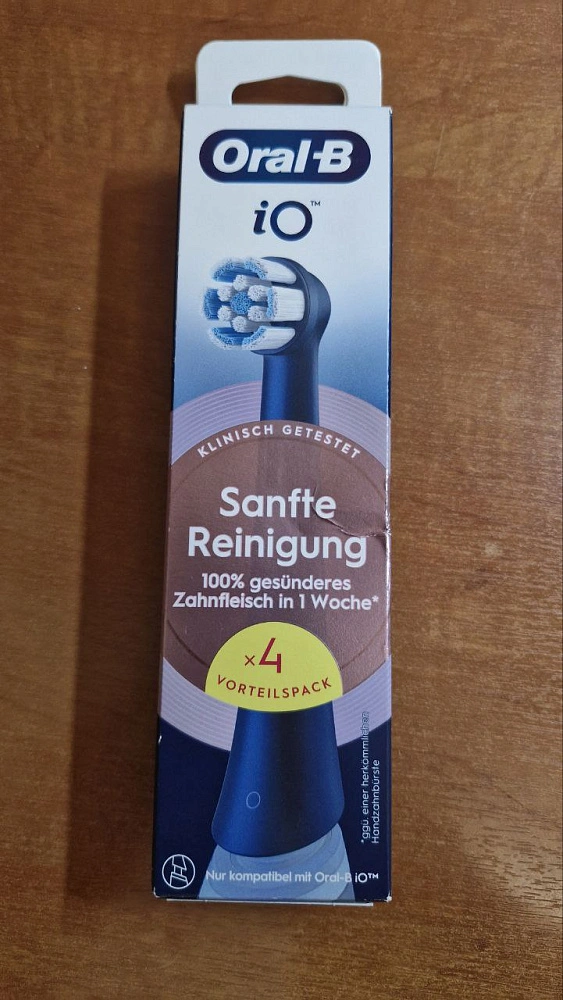 Oral-B
iO™
KLINISCH GETESTET
Sanfte
Reinigung
100% gesünderes
Zahnfleisch in 1 Woche*
×4
VORTEILSPACK
*ggü. einer herkömmlichen
Handzahnbürste
Nur kompatibel mit Oral-B iO™